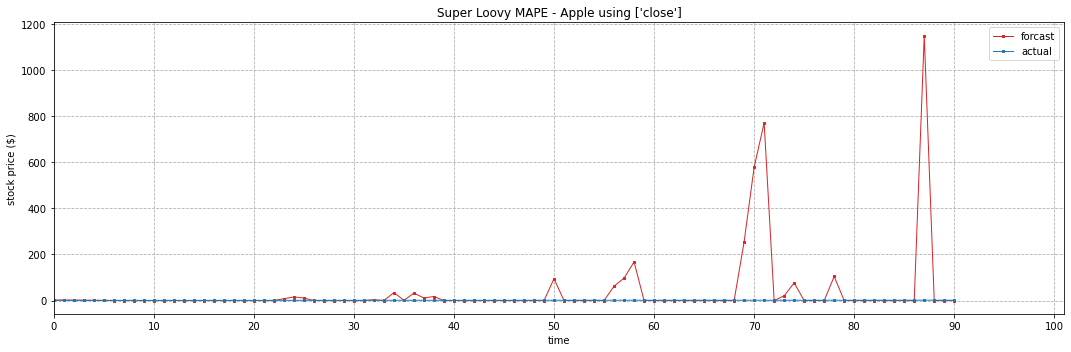 Super Loovy MAPE - Apple using ['close']
forcast
actual
stock price ($)
1200
1000
800
600
400
200
0
0 10 20 30 40 50 60 70 80 90 100
time